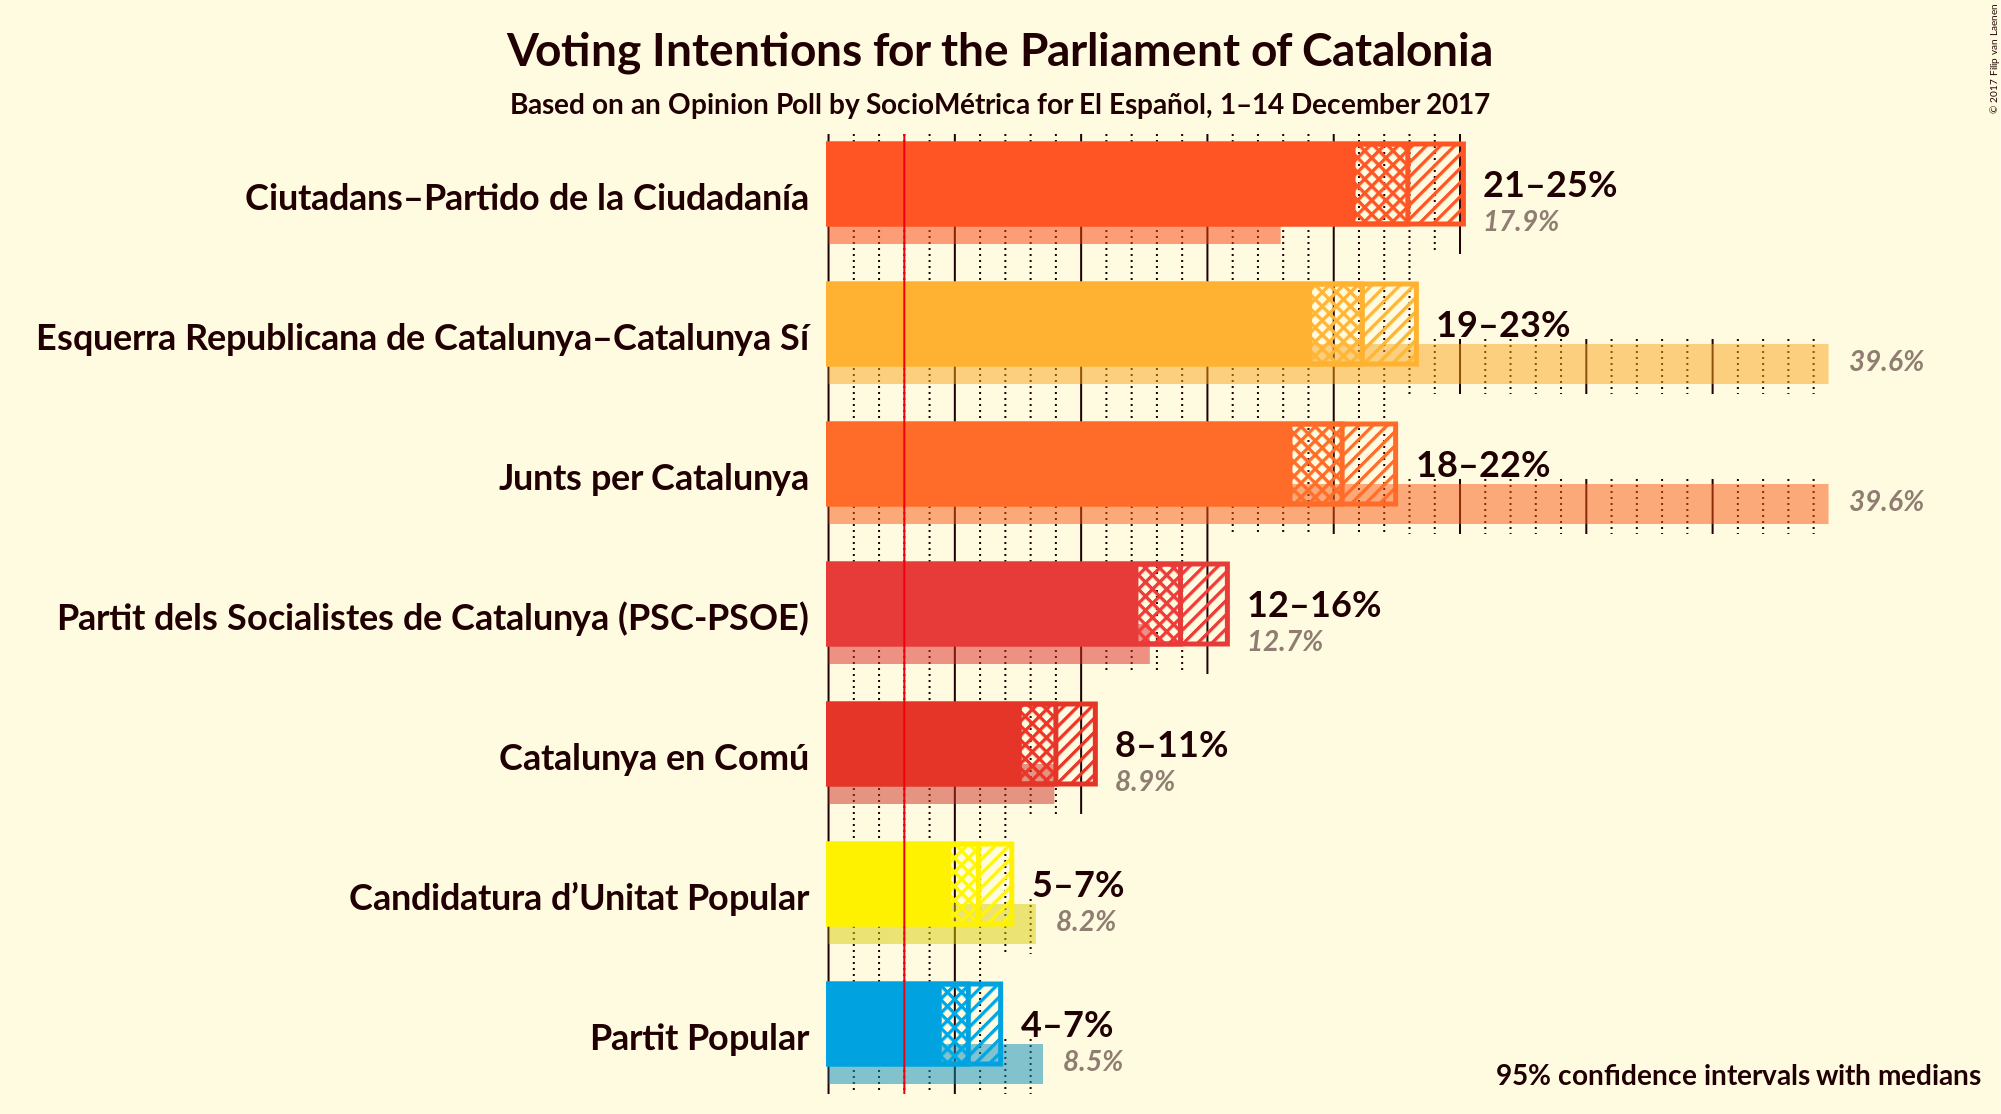 Voting Intentions for the Parliament of Catalonia
Based on an Opinion Poll by SocioMétrica for El Español, 1–14 December 2017
© 2017 Filip van Laenen
Ciutadans–Partido de la Ciudadanía
21–25%
17.9%
Esquerra Republicana de Catalunya–Catalunya Sí
19–23%
39.6%
Junts per Catalunya
18–22%
39.6%
Partit dels Socialistes de Catalunya (PSC-PSOE)
12–16%
12.7%
Catalunya en Comú
8–11%
8.9%
Candidatura d’Unitat Popular
5–7%
8.2%
Partit Popular
4–7%
8.5%
95% confidence intervals with medians